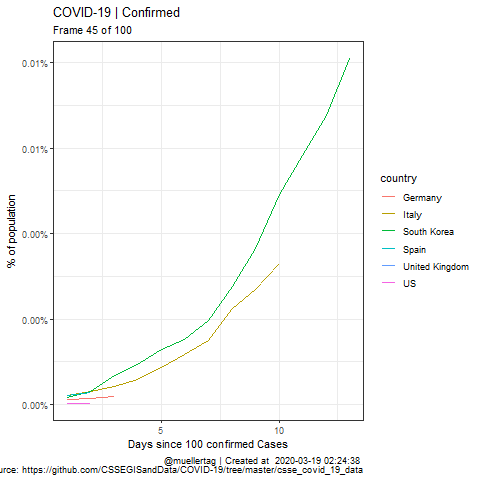 COVID-19 | Confirmed
Frame 45 of 100
0.01%
0.01%
0.00%
0.00%
0.00%
% of population
5
10
Days since 100 confirmed Cases
country
Germany
Italy
South Korea
Spain
United Kingdom
US
@muellertag | Created at 2020-03-19 02:24:38
urce: https://github.com/CSSEGISandData/COVID-19/tree/master/csse_covid_19_data